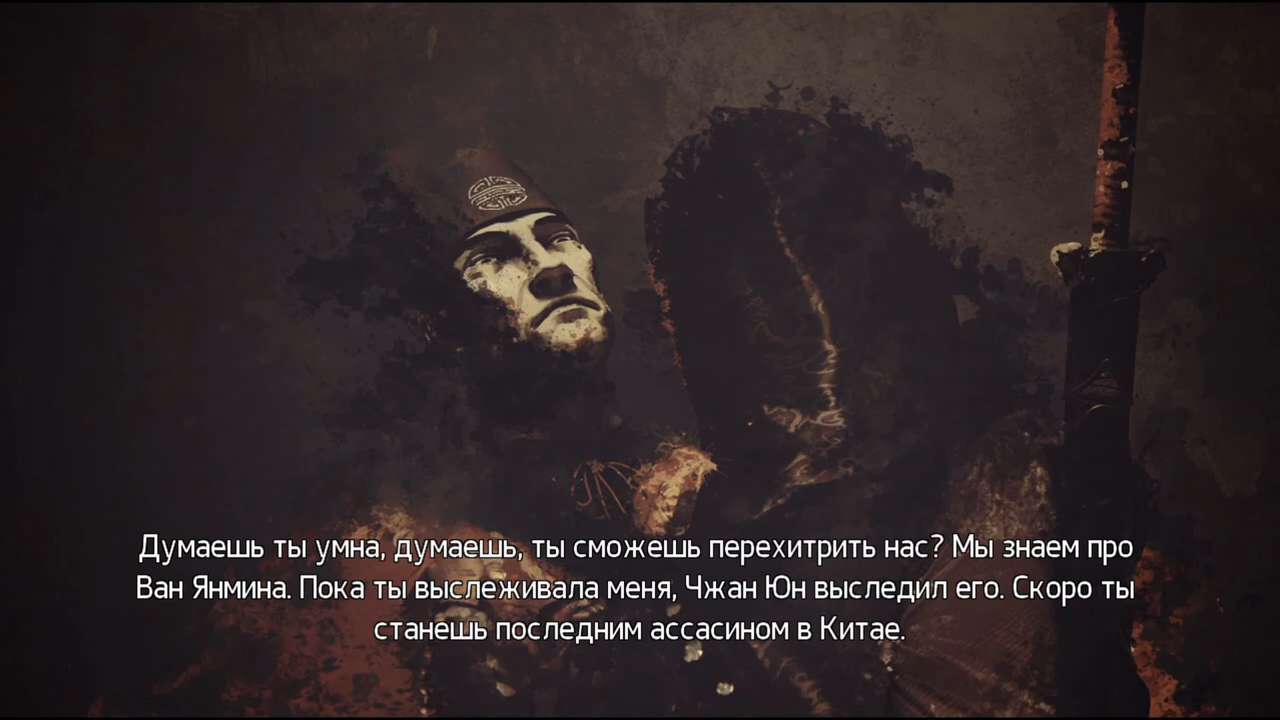 Думаешь ты умна, думаешь, ты сможешь перехитрить нас? Мы знаем про
Ван Янмина. Пока ты выслеживала меня, Чжан Юн выследил его. Скоро ты
станешь последним ассасином в Китае.